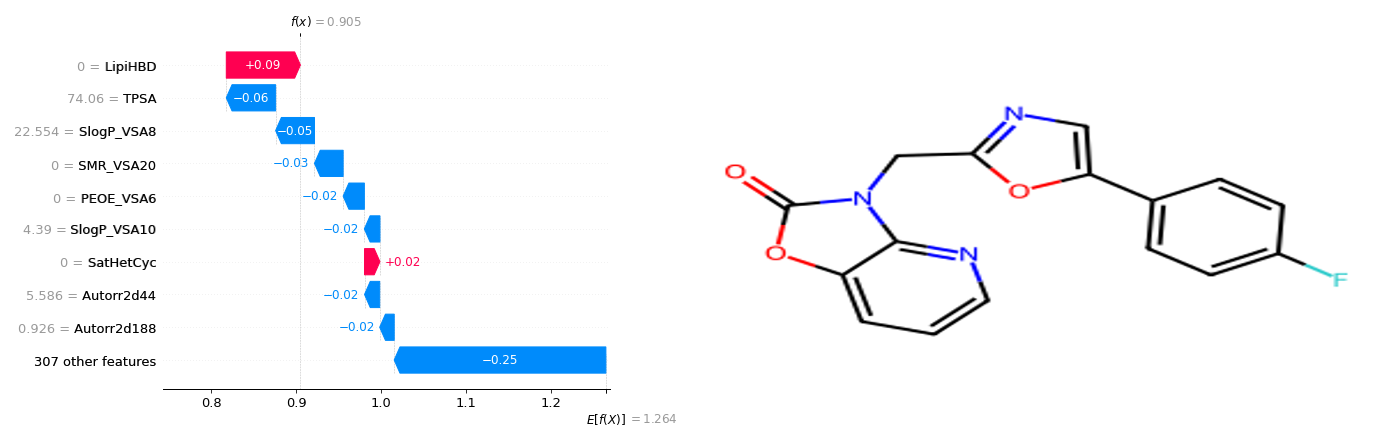 f(x) = 0.905
0 = LipiHBD
+0.09
74.06 = TPSA
−0.06
22.554 = SlogP_VSA8
−0.05
0 = SMR_VSA20
−0.03
0 = PEOE_VSA6
−0.02
4.39 = SlogP_VSA10
−0.02
0 = SatHetCyc
+0.02
5.586 = Autorr2d44
−0.02
0.926 = Autorr2d188
−0.02
307 other features
−0.25
0.8 0.9 1.0 1.1 1.2
E[f(X)] = 1.264
N
O
O
N
O
N
F